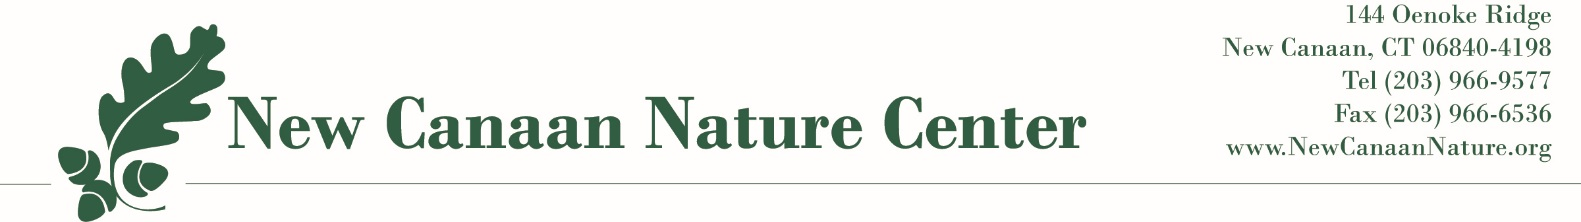 New Canaan Nature Center
144 Oenoke Ridge
New Canaan, CT 06840-4198
Tel (203) 966-9577
Fax (203) 966-6536
www.NewCanaanNature.org